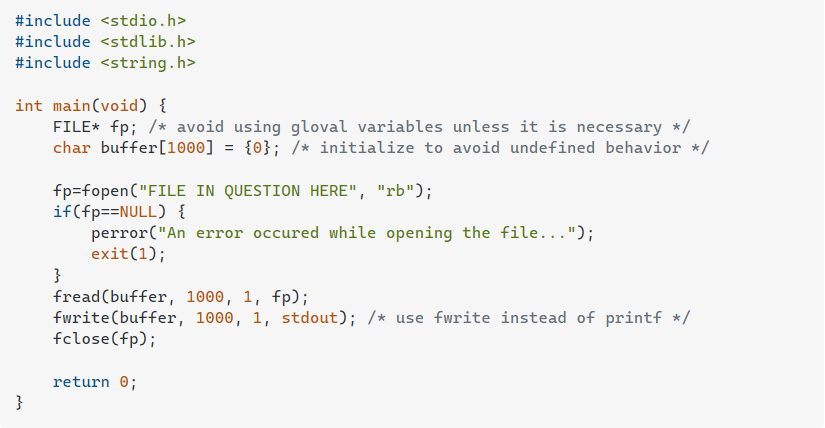 #include <stdio.h>
#include <stdlib.h>
#include <string.h>

int main(void) {
    FILE* fp; /* avoid using gloval variables unless it is necessary */
    char buffer[1000] = {0}; /* initialize to avoid undefined behavior */

    fp=fopen("FILE IN QUESTION HERE", "rb");
    if(fp==NULL) {
        perror("An error occured while opening the file...");
        exit(1);
    }
    fread(buffer, 1000, 1, fp);
    fwrite(buffer, 1000, 1, stdout); /* use fwrite instead of printf */
    fclose(fp);

    return 0;
}